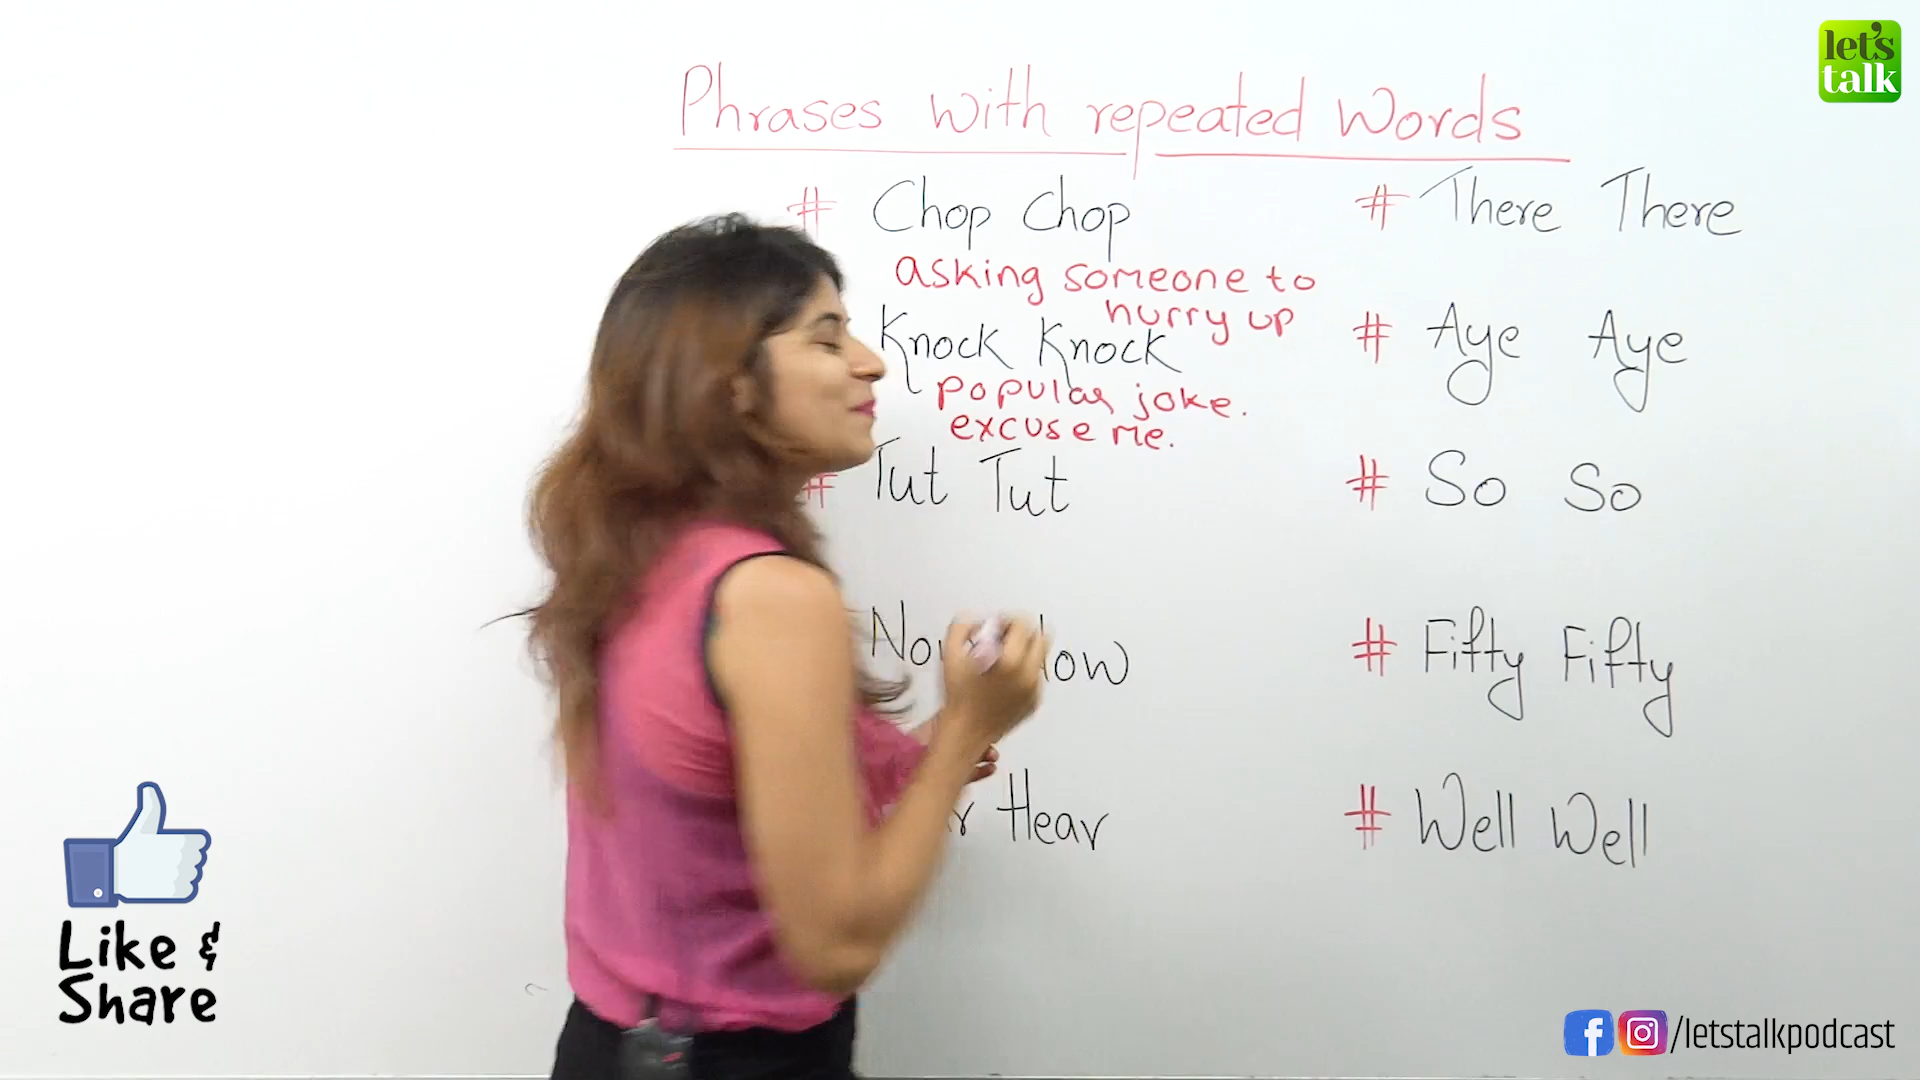 let's
talk
Phrases with repeated words
# Chop Chop
asking someone to
hurry up
Knock Knock
popular joke.
excuse me.
# Tut Tut
Hear
# There There
# Aye Aye
# So So
# Fifty Fifty
# Well Well
Like &
Share
/letstalkpodcast